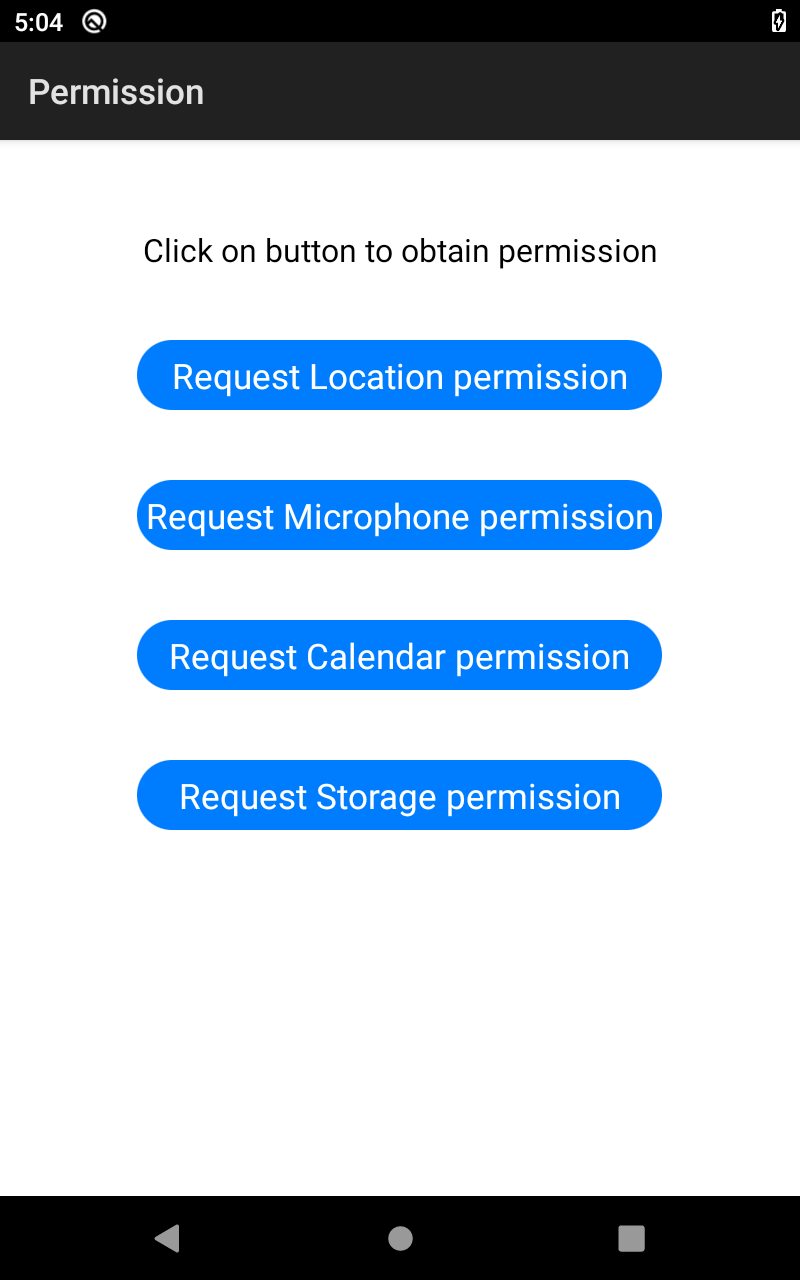 5:04
Permission
Click on button to obtain permission
Request Location permission
Request Microphone permission
Request Calendar permission
Request Storage permission